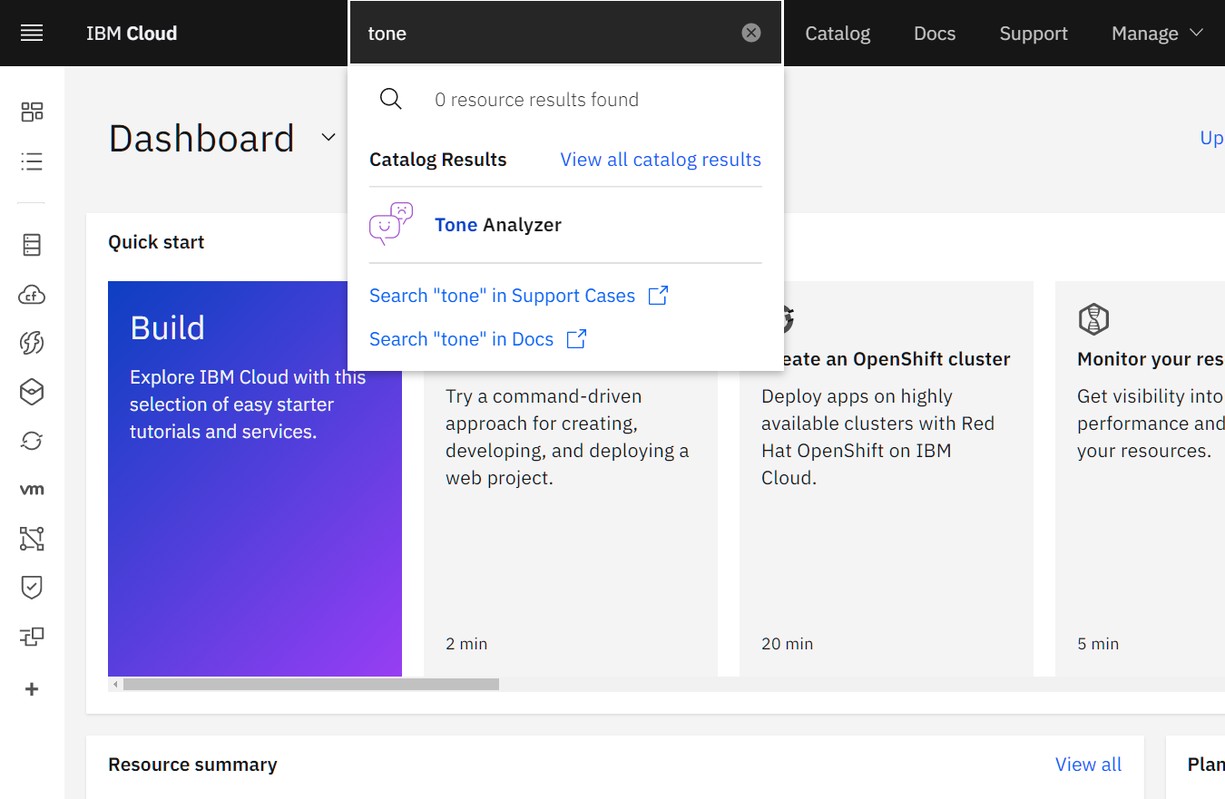 IBM Cloud
tone
Catalog
Docs
Support
Manage
0 resource results found
Catalog Results
View all catalog results
Tone Analyzer
Search "tone" in Support Cases
Search "tone" in Docs
Dashboard
Up
Quick start
Build
Explore IBM Cloud with this
selection of easy starter
tutorials and services.
Try a command-driven
approach for creating,
developing, and deploying a
web project.
2 min
eate an OpenShift cluster
Deploy apps on highly
available clusters with Red
Hat OpenShift on IBM
Cloud.
20 min
Monitor your res
Get visibility into
performance and
your resources.
5 min
cf
vm
Resource summary
View all
Plan